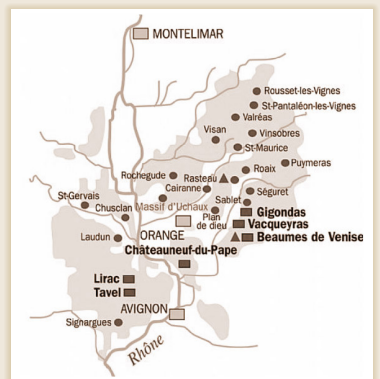 MONTELIMAR
Rousset-les-Vignes
St-Pantaléon-les-Vignes
Valréas
Visan
Vinsobres
St-Maurice
Puymeras
Rochegude
Rasteau
Roaix
Cairanne
St-Gervais
Massif d'Uchaux
Sablet
Séguret
Chusclan
Plan
de dieu
Gigondas
Vacqueyras
Laudun
ORANGE
Beaumes de Venise
Châteauneuf-du-Pape
Lirac
Tavel
AVIGNON
Signargues
Rhône